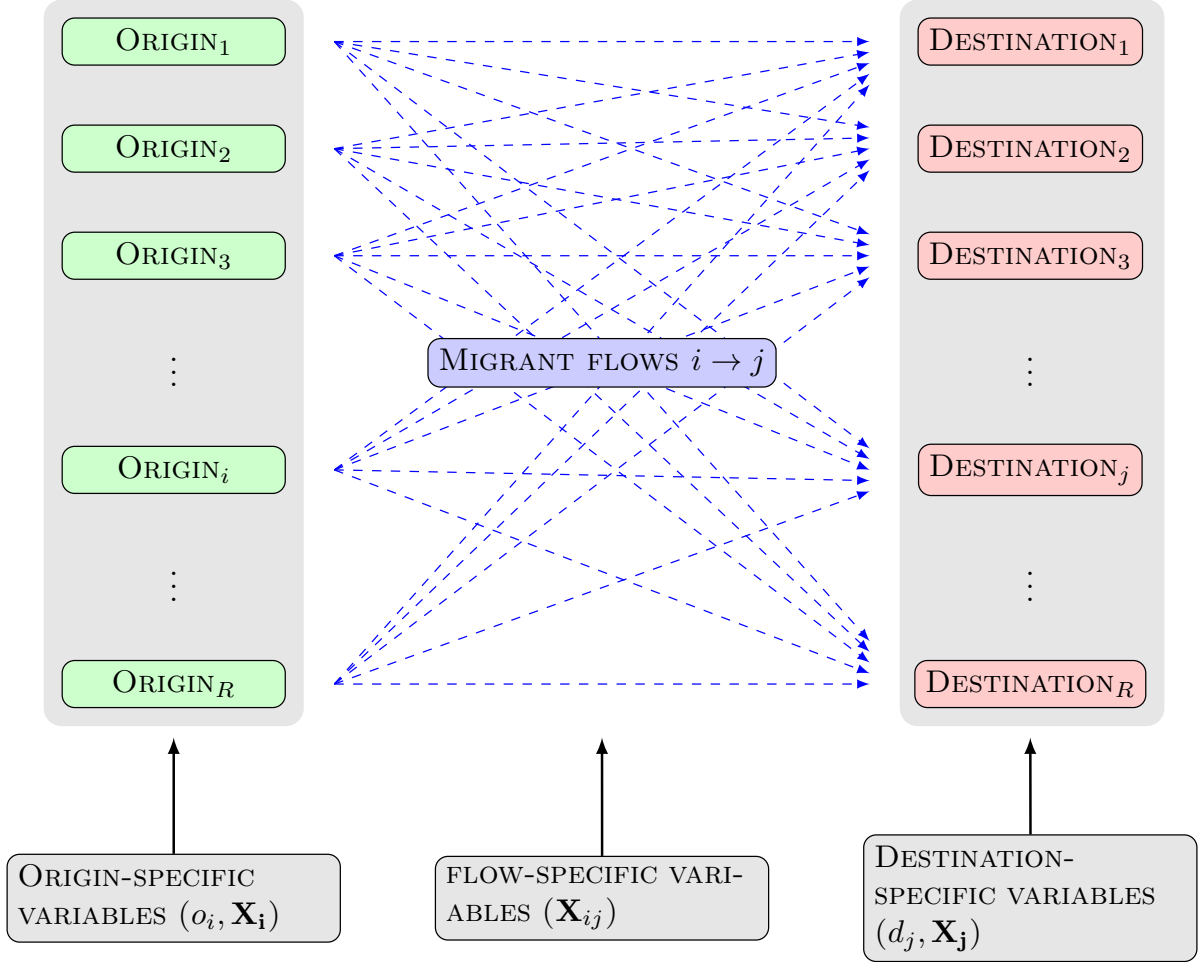 ORIGIN₁
DESTINATION₁
ORIGIN₂
DESTINATION₂
ORIGIN₃
DESTINATION₃
⋮
MIGRANT FLOWS i → j
⋮
ORIGINᵢ
DESTINATIONⱼ
⋮
⋮
ORIGIN_R
DESTINATION_R
ORIGIN-SPECIFIC
VARIABLES (oᵢ, Xᵢ)
FLOW-SPECIFIC VARI-
ABLES (Xᵢⱼ)
DESTINATION-
SPECIFIC VARIABLES
(dⱼ, Xⱼ)